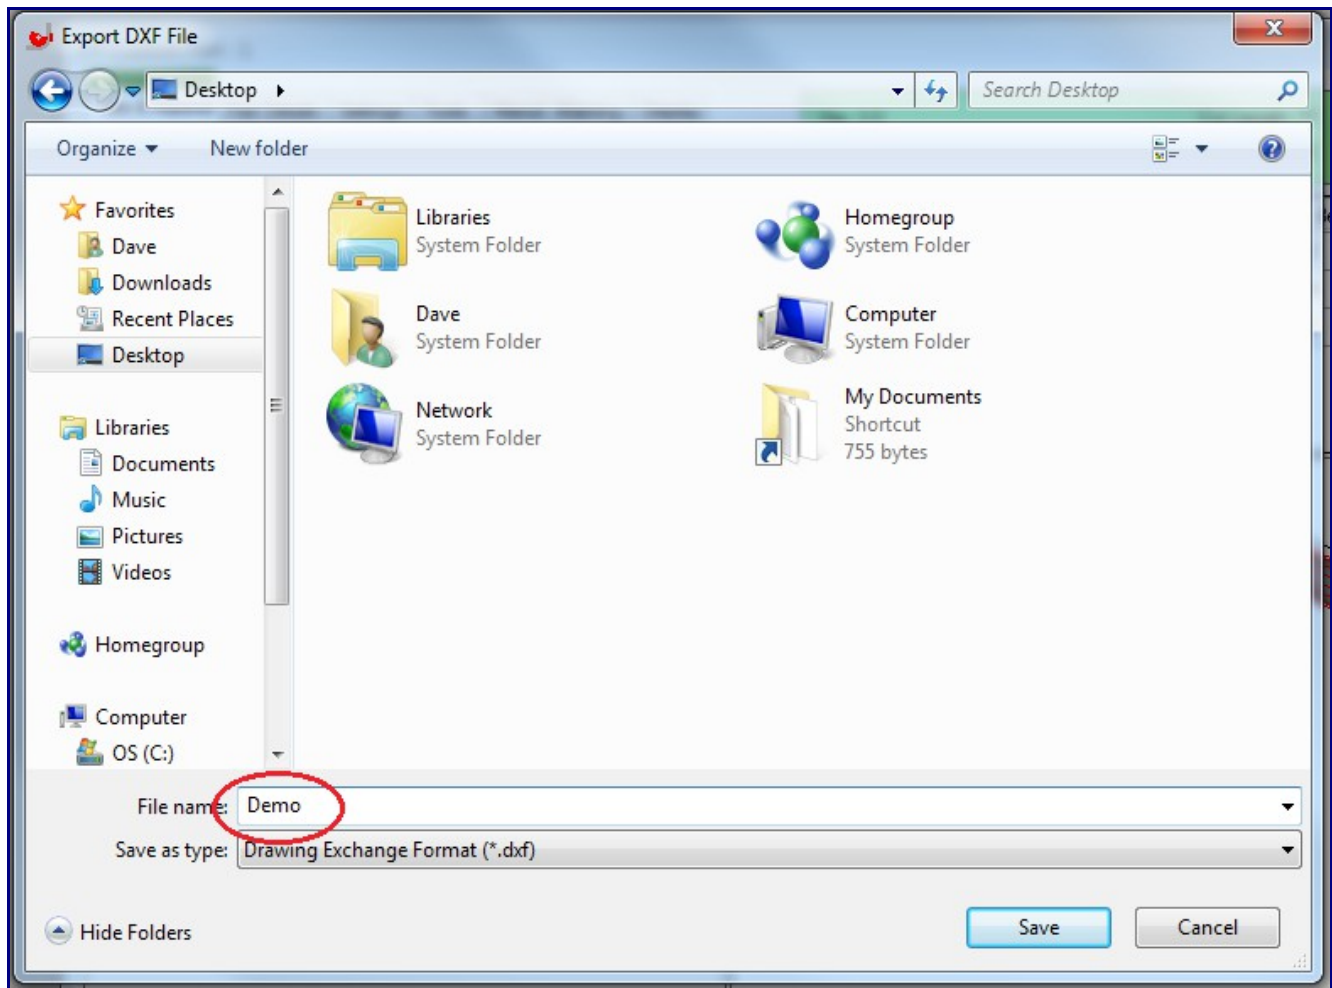 Export DXF File
Desktop
Search Desktop
Organize
New folder
Favorites
Dave
Downloads
Recent Places
Desktop
Libraries
Documents
Music
Pictures
Videos
Homegroup
Computer
OS (C:)
Libraries
System Folder
Homegroup
System Folder
Dave
System Folder
Computer
System Folder
Network
System Folder
My Documents
Shortcut
755 bytes
File name: Demo
Save as type: Drawing Exchange Format (*.dxf)
Hide Folders
Save
Cancel